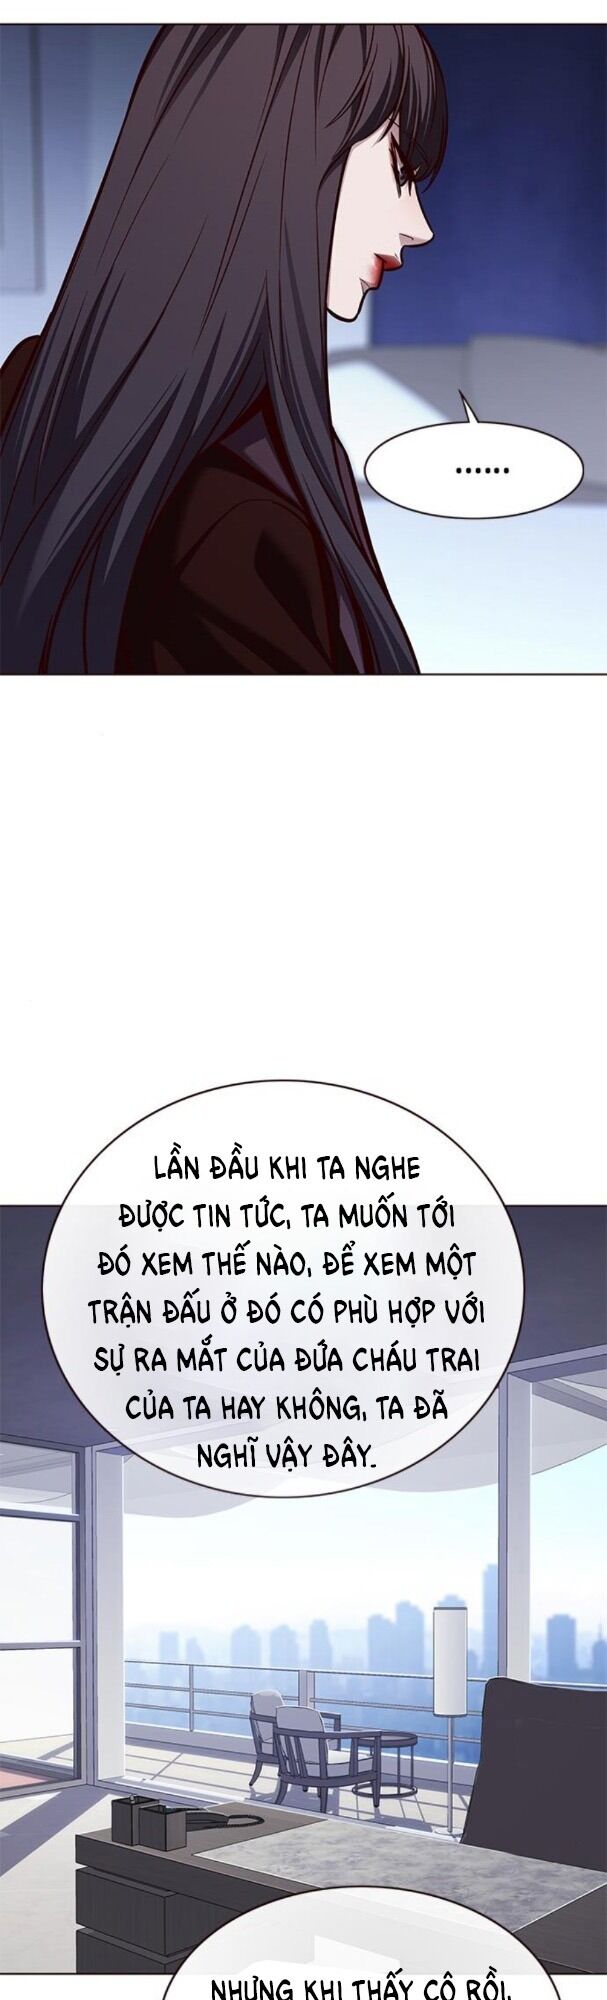 ......
LẦN ĐẦU KHI TA NGHE
ĐƯỢC TIN TỨC, TA MUỐN TỚI
ĐÓ XEM THẾ NÀO, ĐỂ XEM MỘT
TRẬN ĐẤU Ở ĐÓ CÓ PHÙ HỢP VỚI
SỰ RA MẮT CỦA ĐỨA CHÁU TRAI
CỦA TA HAY KHÔNG, TA ĐÃ
NGHĨ VẬY ĐẤY.
NHƯNG KHI THẤY CÔ RỒI,